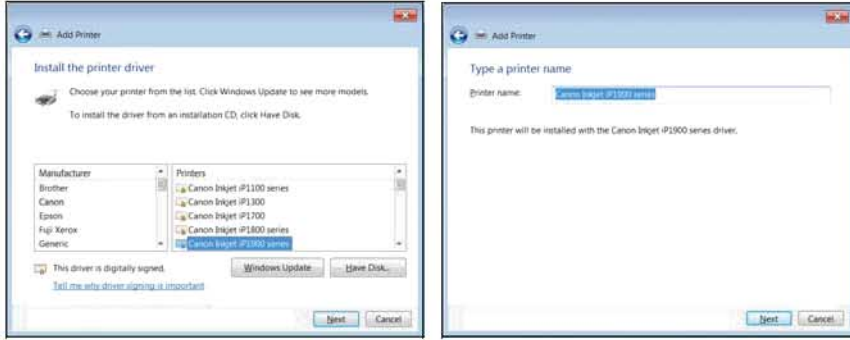 Add Printer
Install the printer driver
Choose your printer from the list. Click Windows Update to see more models.
To install the driver from an installation CD, click Have Disk.
Manufacturer
Brother
Canon
Epson
Fuji Xerox
Generic
Printers
Canon Inkjet iP1100 series
Canon Inkjet iP1300
Canon Inkjet iP1700
Canon Inkjet iP1800 series
Canon Inkjet iP1900 series
This driver is digitally signed.
Windows Update
Have Disk...
Tell me why driver signing is important
Next
Cancel
Add Printer
Type a printer name
Printer name:
Canon Inkjet iP1900 series
This printer will be installed with the Canon Inkjet iP1900 series driver.
Next
Cancel